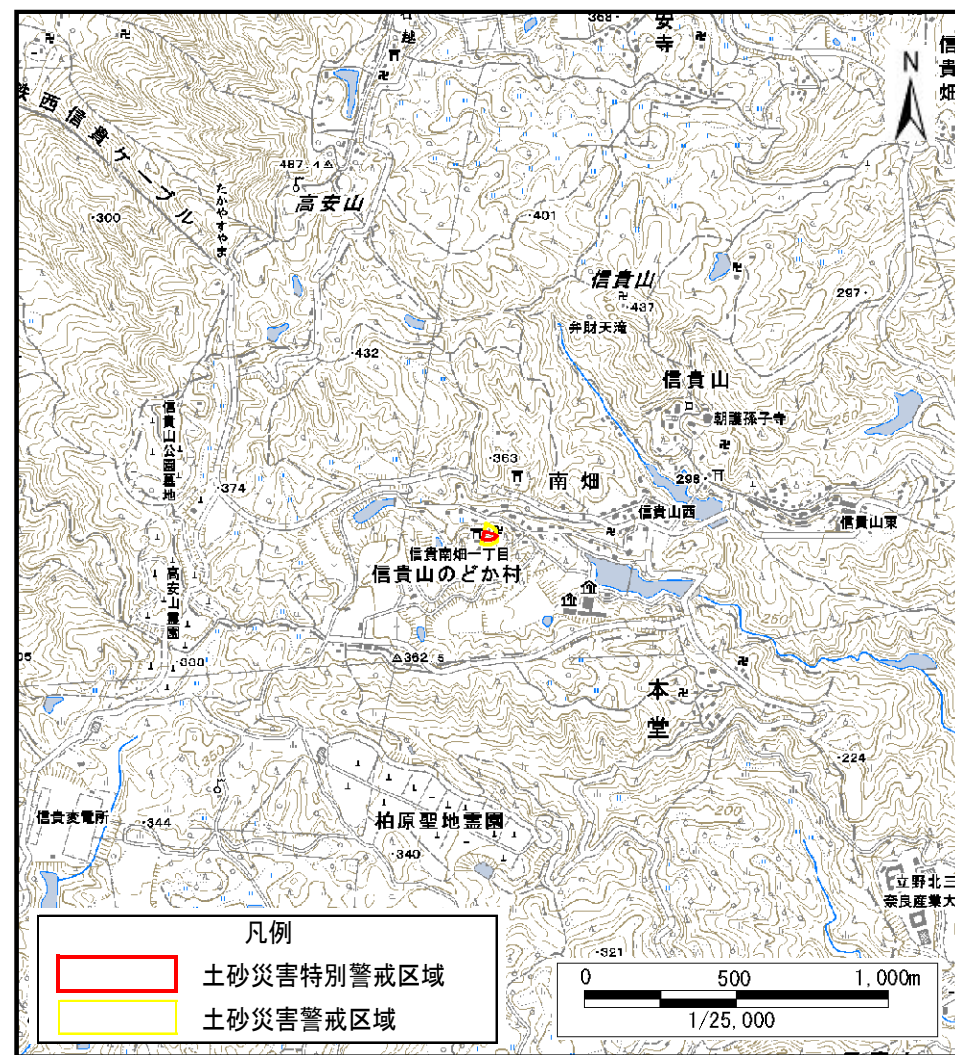 368
安寺
越
信貴畑
N
鉄西信貴ケーブル
487.4
高安山
たかやすやま
300
401
信貴山
437
297
弁財天滝
432
信貴山
朝護孫子寺
信貴山公園墓地
363
374
南畑
298
信貴山西
信貴山東
信貴南畑一丁目
信貴山のどか村
高安山霊園
362.5
338
本堂
224
200
信貴変電所
344
柏原聖地霊園
340
立野北三
奈良産業大
321
凡例
土砂災害特別警戒区域
土砂災害警戒区域
0 500 1,000m
1/25,000